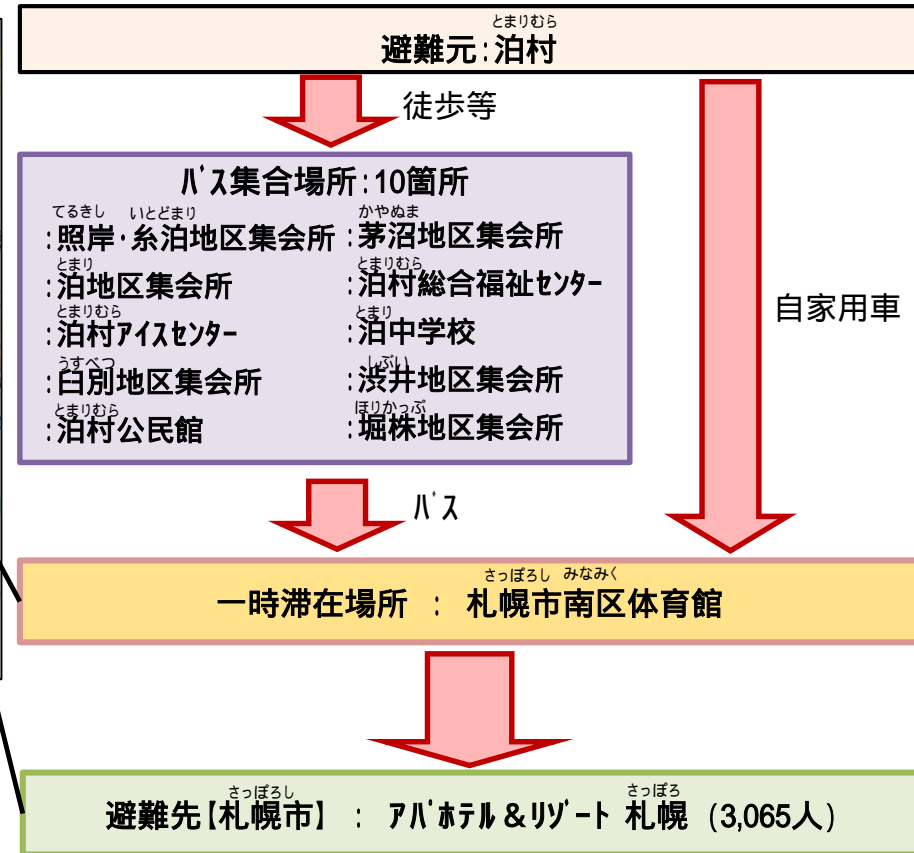 とまりむら
避難元:泊村
徒歩等
バス集合場所:10箇所
てるきし いとどまり かやぬま
:照岸・糸泊地区集会所 :茅沼地区集会所
とまり とまりむら
:泊地区集会所 :泊村総合福祉センター
とまりむら とまり
:泊村アイスセンター :泊中学校
うすべつ しぶい
:臼別地区集会所 :渋井地区集会所
とまりむら ほりかっぷ
:泊村公民館 :堀株地区集会所
自家用車
バス
さっぽろし みなみく
一時滞在場所 : 札幌市南区体育館
さっぽろし さっぽろ
避難先【札幌市】 : アパホテル&リゾート 札幌 (3,065人)